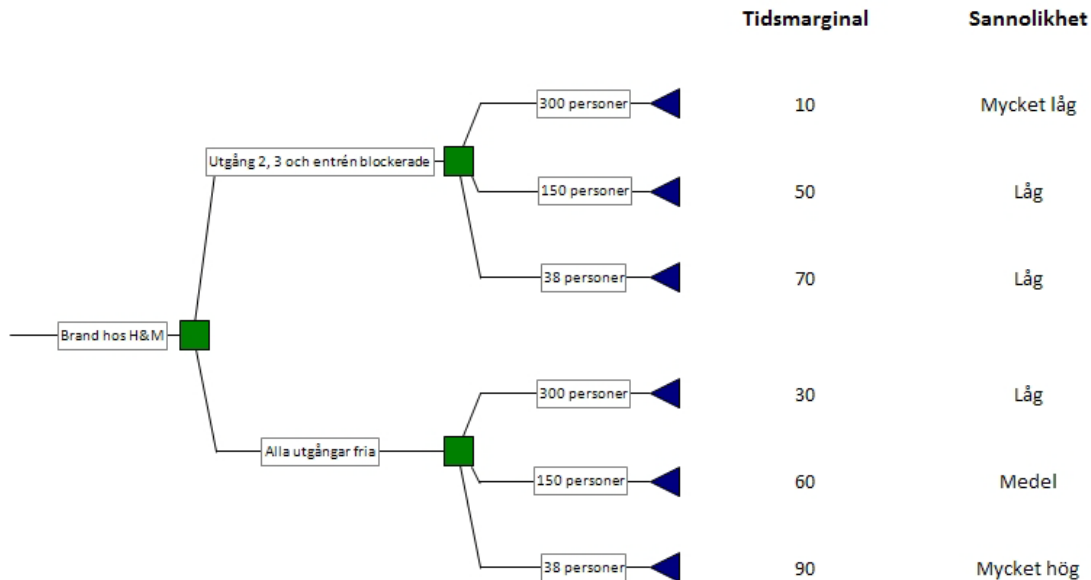 Tidsmarginal Sannolikhet
300 personer 10 Mycket låg
Utgång 2, 3 och entrén blockerade
150 personer 50 Låg
38 personer 70 Låg
Brand hos H&M
300 personer 30 Låg
Alla utgångar fria
150 personer 60 Medel
38 personer 90 Mycket hög